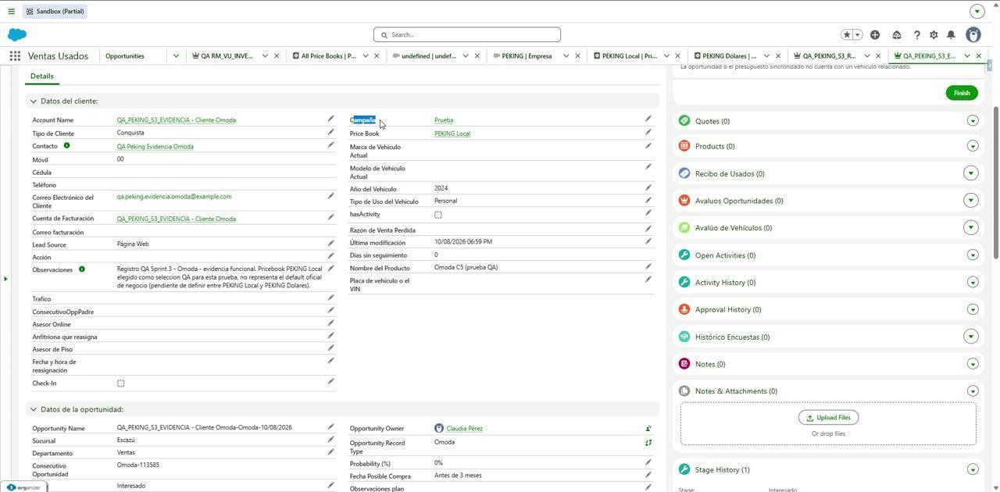 Sandbox (Partial)
Search...
Ventas Usados
Opportunities
QA RM_VU_INVE...
All Price Books | P...
undefined | undef...
PEKING | Empresa
PEKING Local | Pri...
PEKING Dólares | ...
QA_PEKING_S3_R...
QA_PEKING_S3_E...
Details
Datos del cliente:
Account Name
QA_PEKING_S3_EVIDENCIA - Cliente Omoda
Tipo de Cliente
Conquista
Contacto
QA Peking Evidencia Omoda
Móvil
00
Cédula
Teléfono
Correo Electrónico del
Cliente
qa.peking.evidencia.omoda@example.com
Cuenta de Facturación
QA_PEKING_S3_EVIDENCIA - Cliente Omoda
Correo facturación
Lead Source
Página Web
Acción
Observaciones
Registro QA Sprint 3 - Omoda - evidencia funcional. Pricebook PEKING Local
elegido como seleccion QA para esta prueba, no representa el default oficial
de negocio (pendiente de definir entre PEKING Local y PEKING Dolares).
Trafico
ConsecutivoOppPadre
Asesor Online
Anfitriona que reasigna
Asesor de Piso
Fecha y hora de
reasignación
Check-In
Campaña
Prueba
Price Book
PEKING Local
Marca de Vehículo
Actual
Modelo de Vehículo
Actual
Año del Vehículo
2024
Tipo de Uso del Vehículo
Personal
hasActivity
Razón de Venta Perdida
Última modificación
10/08/2026 06:59 PM
Días sin seguimiento
0
Nombre del Producto
Omoda C5 (prueba QA)
Placa de vehículo o el
VIN
Datos de la oportunidad:
Opportunity Name
QA_PEKING_S3_EVIDENCIA - Cliente Omoda-Omoda-10/08/2026
Sucursal
Escazú
Departamento
Ventas
Consecutivo
Oportunidad
Omoda-113585
Interesado
Opportunity Owner
Claudia Pérez
Opportunity Record
Type
Omoda
Probability (%)
0%
Fecha Posible Compra
Antes de 3 meses
Observaciones plan
La oportunidad o el presupuesto sincronizado no cuenta con un vehículo relacionado.
Finish
Quotes (0)
Products (0)
Recibo de Usados (0)
Avaluos Oportunidades (0)
Avalúo de Vehículos (0)
Open Activities (0)
Activity History (0)
Approval History (0)
Histórico Encuestas (0)
Notes (0)
Notes & Attachments (0)
Upload Files
Or drop files
Stage History (1)
Stage:
Interesado
organizer